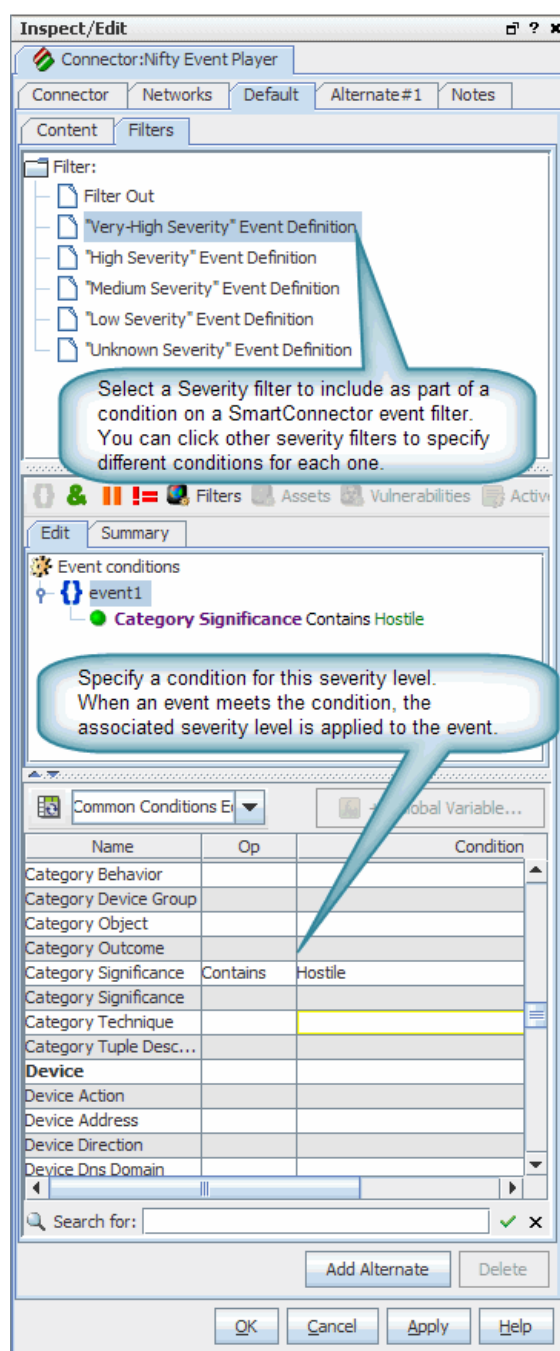 Inspect/Edit
Connector:Nifty Event Player
Connector Networks Default Alternate#1 Notes
Content Filters
Filter:
Filter Out
"Very-High Severity" Event Definition
"High Severity" Event Definition
"Medium Severity" Event Definition
"Low Severity" Event Definition
"Unknown Severity" Event Definition
Select a Severity filter to include as part of a
condition on a SmartConnector event filter.
You can click other severity filters to specify
different conditions for each one.
& != Filters Assets Vulnerabilities Activ
Edit Summary
Event conditions
event1
Category Significance Contains Hostile
Specify a condition for this severity level.
When an event meets the condition, the
associated severity level is applied to the event.
Common Conditions E Variable...
Name Op Condition
Category Behavior
Category Device Group
Category Object
Category Outcome
Category Significance Contains Hostile
Category Significance
Category Technique
Category Tuple Desc...
Device
Device Action
Device Address
Device Direction
Device Dns Domain
Search for:
Add Alternate Delete
OK Cancel Apply Help